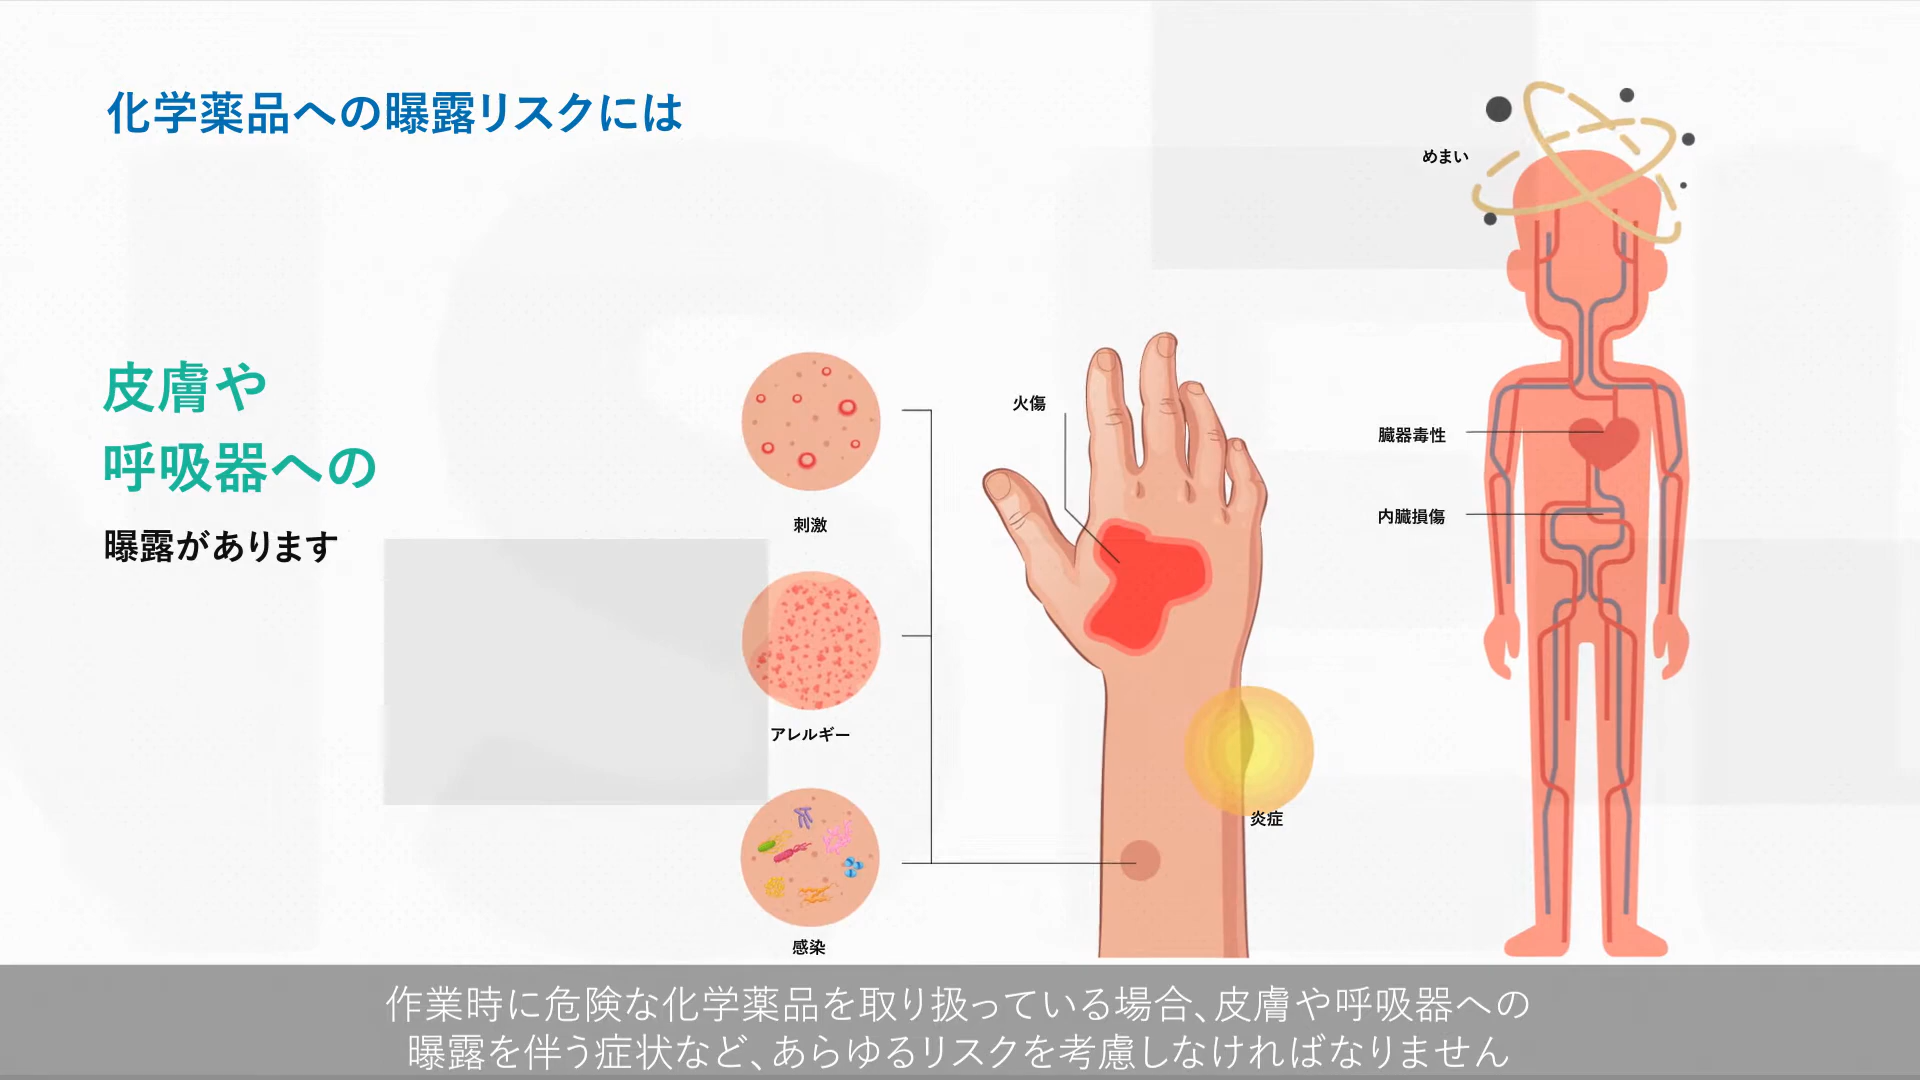 化学薬品への曝露リスクには
皮膚や
呼吸器への
曝露があります
刺激
アレルギー
感染
火傷
炎症
めまい
臓器毒性
内臓損傷
作業時に危険な化学薬品を取り扱っている場合、皮膚や呼吸器への
曝露を伴う症状など、あらゆるリスクを考慮しなければなりません